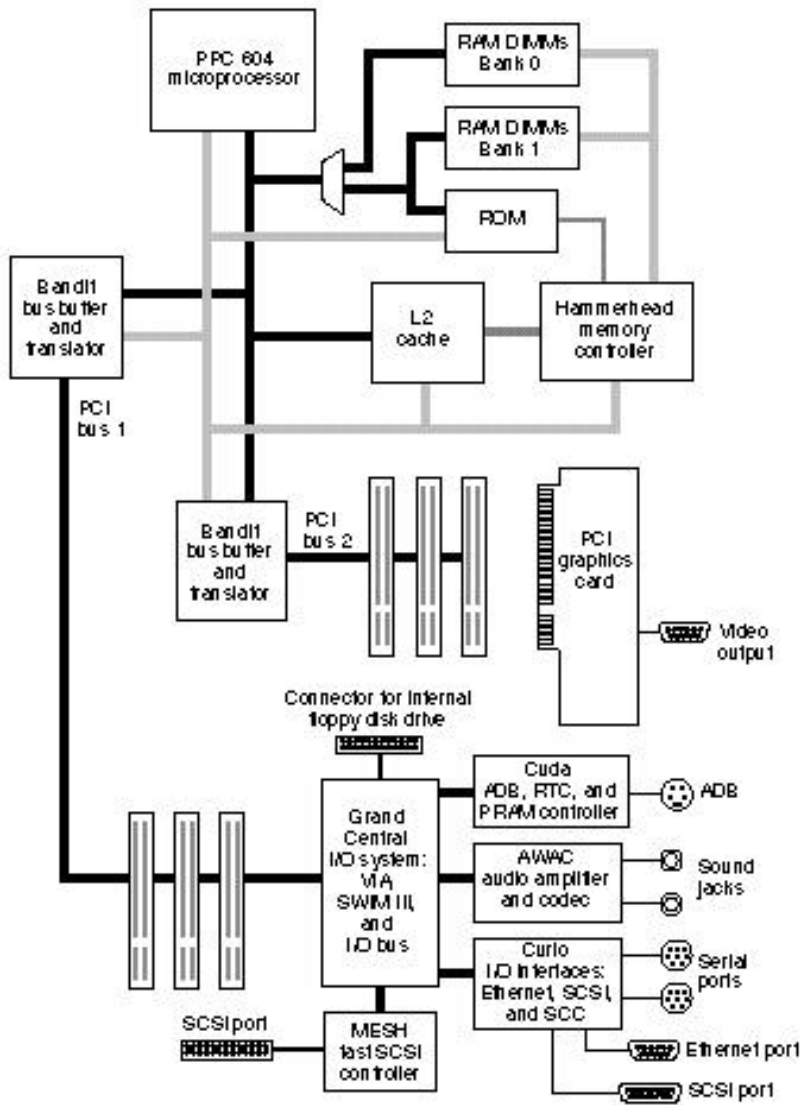 PPC 604
microprocessor
RAM DIMMs
Bank 0
RAM DIMMs
Bank 1
ROM
Bandit
bus buffer
and
translator
L2
cache
Hammerhead
memory
controller
PCI
bus 1
Bandit
bus buffer
and
translator
PCI
bus 2
PCI
graphics
card
Video
output
Connector for internal
floppy disk drive
Grand
Central
I/O system:
VIA,
SWIM III,
and
I/O bus
Cuda
ADB, RTC, and
PRAM controller
ADB
AWAC
audio amplifier
and codec
Sound
jacks
Curio
I/O interfaces:
Ethernet, SCSI,
and SCC
Serial
ports
SCSI port
MESH
fast SCSI
controller
Ethernet port
SCSI port